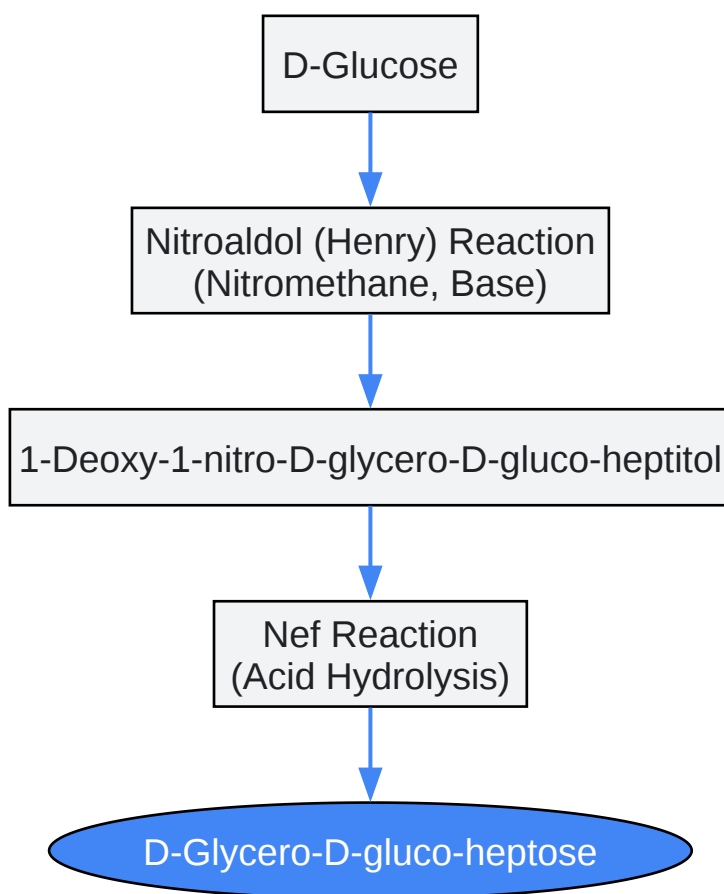 D-Glucose
Nitroaldol (Henry) Reaction
(Nitromethane, Base)
1-Deoxy-1-nitro-D-glycero-D-gluco-heptitol
Nef Reaction
(Acid Hydrolysis)
D-Glycero-D-gluco-heptose